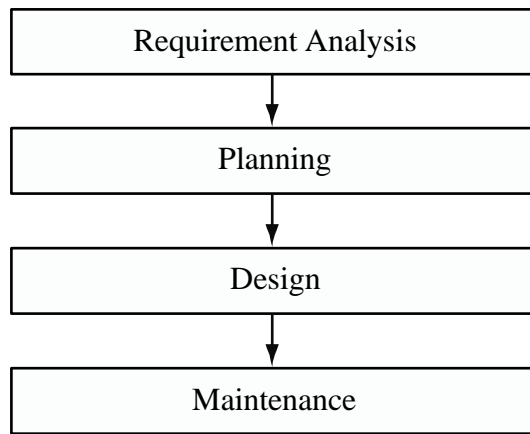 Requirement Analysis
Planning
Design
Maintenance